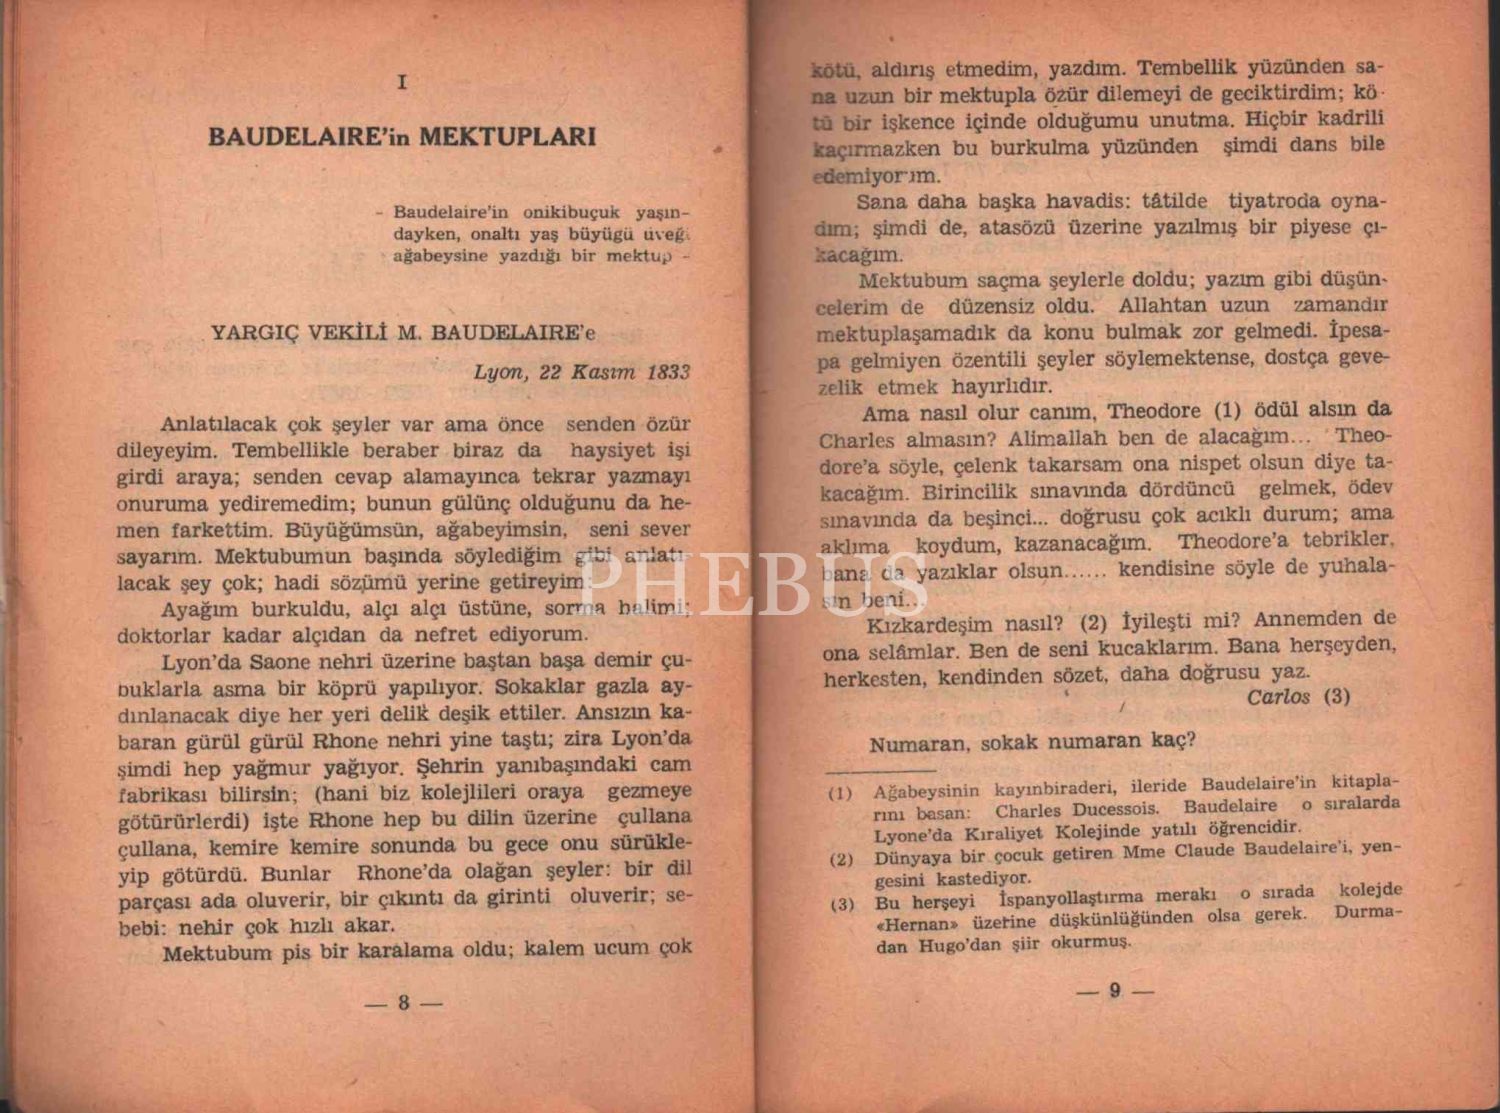 I
BAUDELAIRE'in MEKTUPLARI
- Baudelaire'in onikibuçuk yaşın-
dayken, onaltı yaş büyügü üveği
ağabeysine yazdığı bir mektup -
YARGIÇ VEKİLİ M. BAUDELAIRE'e
Lyon, 22 Kasım 1833
Anlatılacak çok şeyler var ama önce senden özür
dileyeyim. Tembellikle beraber biraz da haysiyet işi
girdi araya; senden cevap alamayınca tekrar yazmayı
onuruma yediremedim; bunun gülünç olduğunu da he-
men farkettim. Büyüğümsün, ağabeyimsin, seni sever
sayarım. Mektubumun başında söylediğim gibi anlatı-
lacak şey çok; hadi sözümü yerine getireyim:
Ayağım burkuldu, alçı alçı üstüne, sorma halimi;
doktorlar kadar alçıdan da nefret ediyorum.
Lyon'da Saone nehri üzerine baştan başa demir çu-
buklarla asma bir köprü yapılıyor. Sokaklar gazla ay-
dınlanacak diye her yeri delik deşik ettiler. Ansızın ka-
baran gürül gürül Rhone nehri yine taştı; zira Lyon'da
şimdi hep yağmur yağıyor. Şehrin yanıbaşındaki cam
fabrikası bilirsin; (hani biz kolejlileri oraya gezmeye
götürürlerdi) işte Rhone hep bu dilin üzerine çullana
çullana, kemire kemire sonunda bu gece onu sürükle-
yip götürdü. Bunlar Rhone'da olağan şeyler: bir dil
parçası ada oluverir, bir çıkıntı da girinti oluverir; se-
bebi: nehir çok hızlı akar.
Mektubum pis bir karalama oldu; kalem ucum çok
— 8 —
kötü, aldırış etmedim, yazdım. Tembellik yüzünden sa-
na uzun bir mektupla özür dilemeyi de geciktirdim; kö-
tü bir işkence içinde olduğumu unutma. Hiçbir kadrili
kaçırmazken bu burkulma yüzünden şimdi dans bile
edemiyorum.
Sana daha başka havadis: tâtilde tiyatroda oyna-
dım; şimdi de, atasözü üzerine yazılmış bir piyese çı-
kacağım.
Mektubum saçma şeylerle doldu; yazım gibi düşün-
celerim de düzensiz oldu. Allahtan uzun zamandır
mektuplaşamadık da konu bulmak zor gelmedi. İpesa-
pa gelmiyen özentili şeyler söylemektense, dostça geve-
zelik etmek hayırlıdır.
Ama nasıl olur canım, Theodore (1) ödül alsın da
Charles almasın? Alimallah ben de alacağım... Theo-
dore'a söyle, çelenk takarsam ona nispet olsun diye ta-
kacağım. Birincilik sınavında dördüncü gelmek, ödev
sınavında da beşinci... doğrusu çok acıklı durum; ama
aklıma koydum, kazanacağım. Theodore'a tebrikler,
bana da yazıklar olsun...... kendisine söyle de yuhala-
sın beni...
Kızkardeşim nasıl? (2) İyileşti mi? Annemden de
ona selâmlar. Ben de seni kucaklarım. Bana herşeyden,
herkesten, kendinden sözet, daha doğrusu yaz.
Carlos (3)
Numaran, sokak numaran kaç?
(1) Ağabeysinin kayınbiraderi, ileride Baudelaire'in kitapla-
rını basan: Charles Ducessois. Baudelaire o sıralarda
Lyone'da Kıraliyet Kolejinde yatılı öğrencidir.
(2) Dünyaya bir çocuk getiren Mme Claude Baudelaire'i, yen-
gesini kastediyor.
(3) Bu herşeyi İspanyollaştırma merakı o sırada kolejde
«Hernan» üzerine düşkünlüğünden olsa gerek. Durma-
dan Hugo'dan şiir okurmuş.
— 9 —
PHEBUS